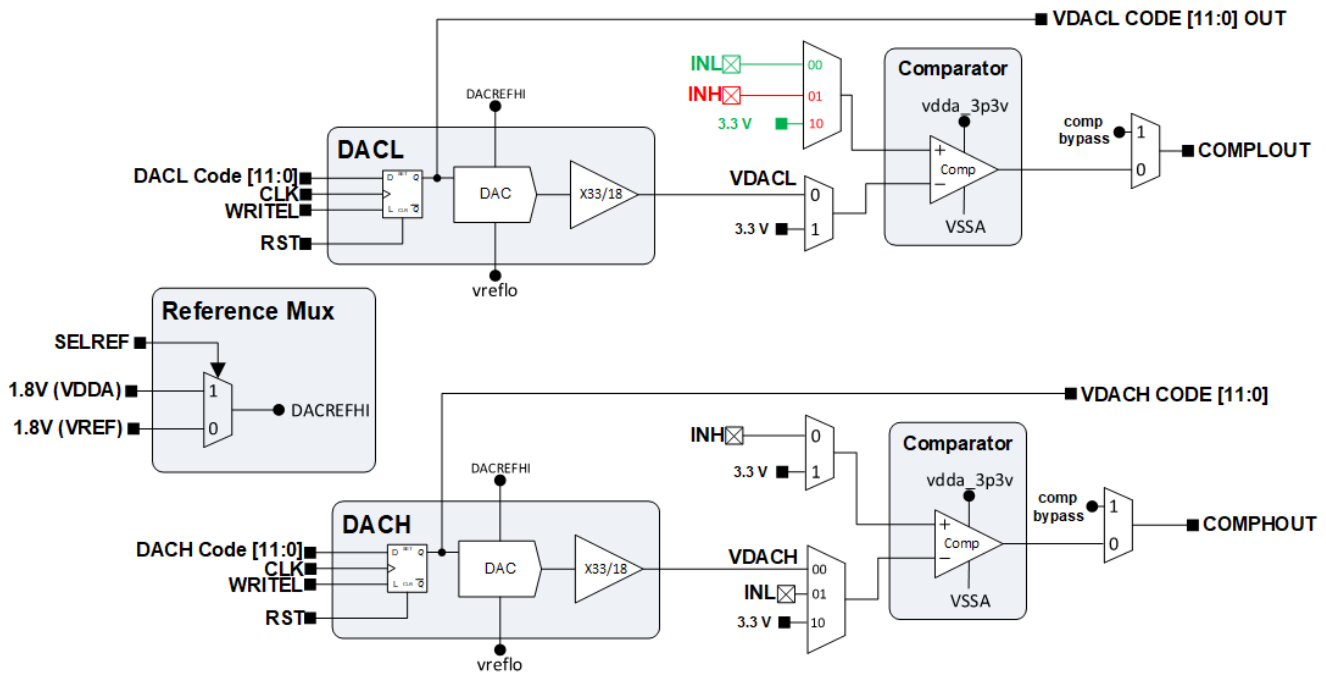 VDACL CODE [11:0] OUT
INL
00
INH
01
3.3 V
10
Comparator
vdda_3p3v
+
Comp
−
VSSA
comp
bypass
1
0
COMPLOUT
DACREFHI
DACL
DACL Code [11:0]
CLK
WRITEL
RST
D
SET
Q
L
CLR
Q
DAC
X33/18
vreflo
VDACL
0
3.3 V
1
Reference Mux
SELREF
1.8V (VDDA)
1
1.8V (VREF)
0
DACREFHI
VDACH CODE [11:0]
INH
0
3.3 V
1
Comparator
vdda_3p3v
+
Comp
−
VSSA
comp
bypass
1
0
COMPHOUT
DACREFHI
DACH
DACH Code [11:0]
CLK
WRITEL
RST
D
SET
Q
L
CLR
Q
DAC
X33/18
vreflo
VDACH
00
INL
01
3.3 V
10